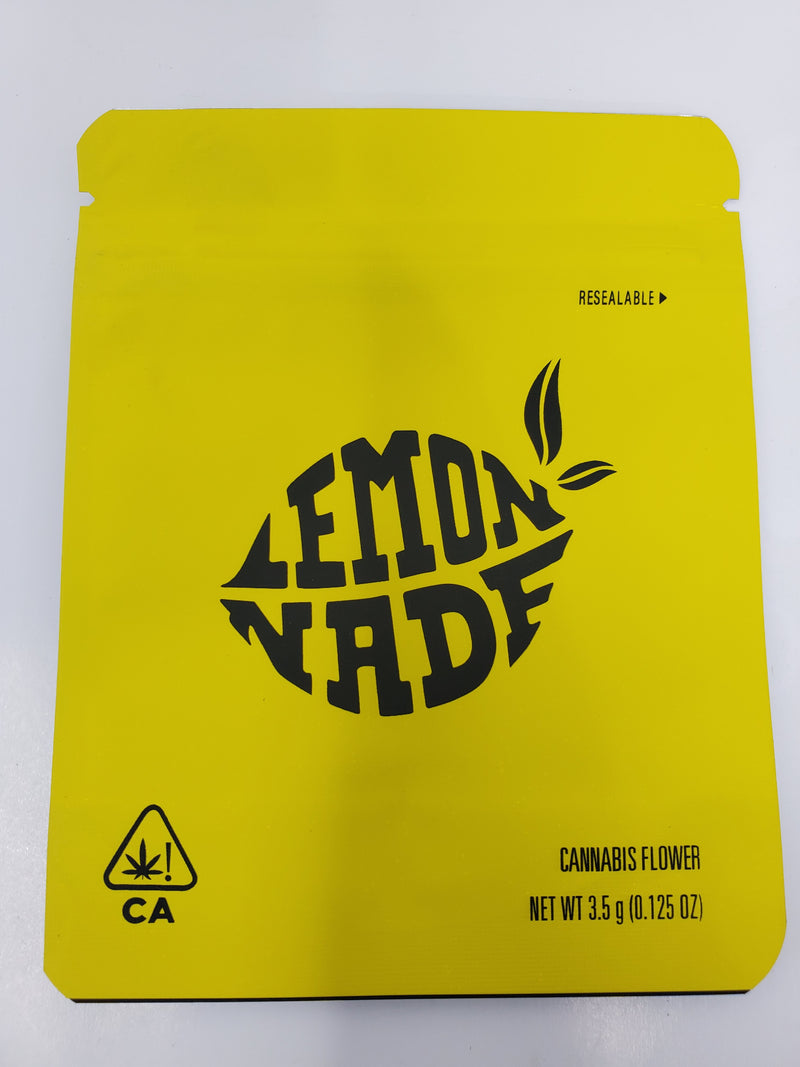 RESEALABLE
LEMON
NADE
CA
CANNABIS FLOWER
NET WT 3.5 g (0.125 OZ)